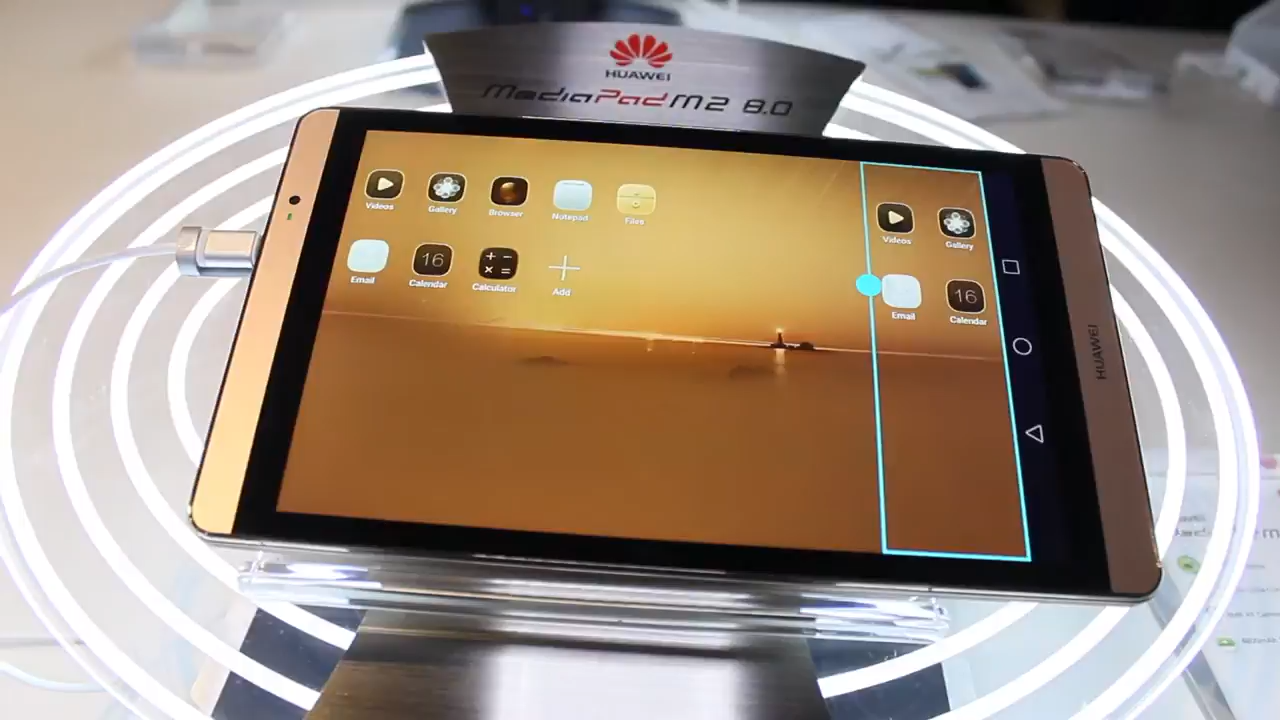 HUAWEI
MediaPad M2 8.0
Videos Gallery Browser Notepad Files
Email 16 Calendar Calculator Add
Videos Gallery
Email 16 Calendar
HUAWEI